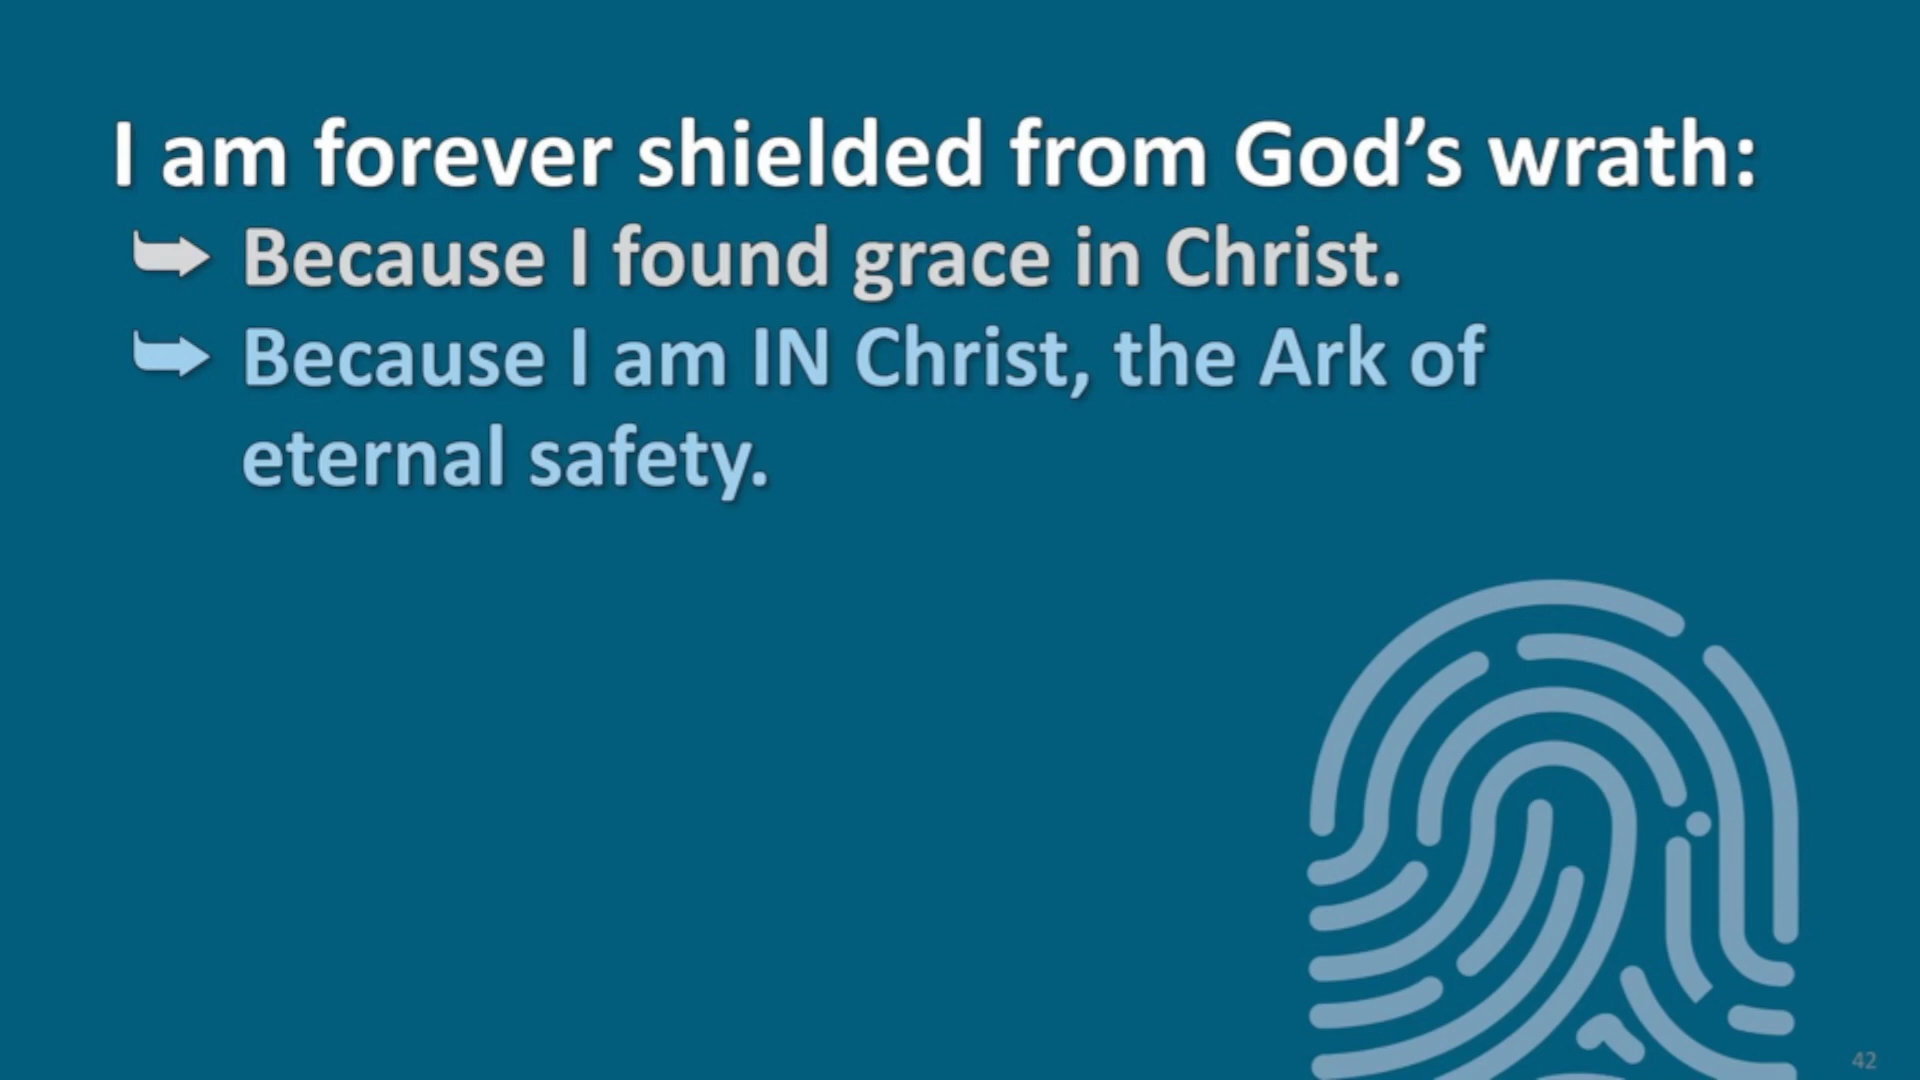 I am forever shielded from God’s wrath:
➥ Because I found grace in Christ.
➥ Because I am IN Christ, the Ark of
eternal safety.
42